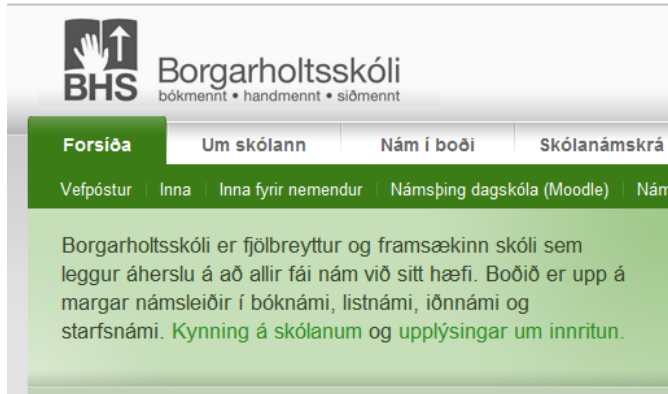 BHS
Borgarholtsskóli
bókmennt • handmennt • siðmennt
Forsíða Um skólann Nám í boði Skólanámskrá
Vefpóstur Inna Inna fyrir nemendur Námsþing dagskóla (Moodle) Nám
Borgarholtsskóli er fjölbreyttur og framsækinn skóli sem
leggur áherslu á að allir fái nám við sitt hæfi. Boðið er upp á
margar námsleiðir í bóknámi, listnámi, iðnnámi og
starfsnámi. Kynning á skólanum og upplýsingar um innritun.